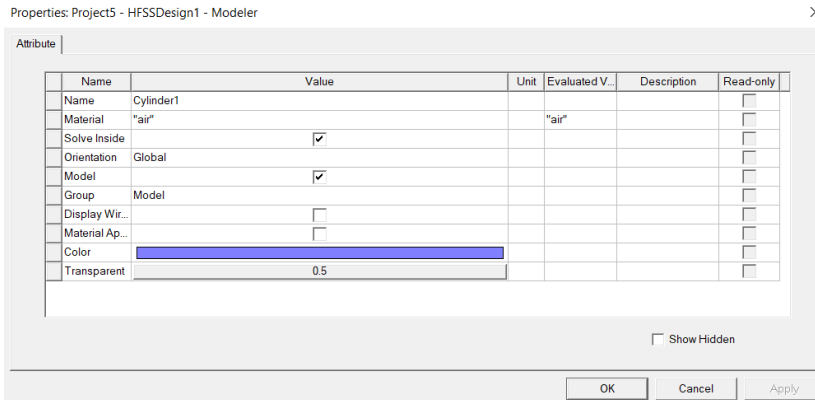 Properties: Project5 - HFSSDesign1 - Modeler
Attribute
Name Value Unit Evaluated V... Description Read-only
Name Cylinder1
Material "air" "air"
Solve Inside
Orientation Global
Model
Group Model
Display Wir...
Material Ap...
Color
Transparent 0.5
Show Hidden
OK Cancel Apply